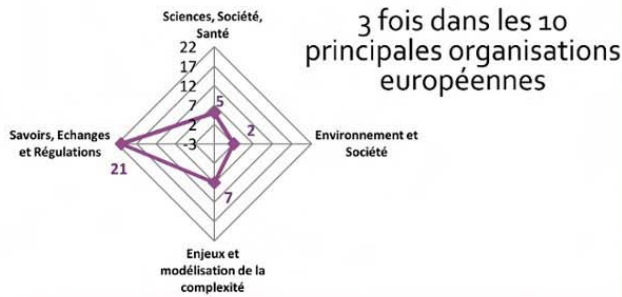 Sciences, Société,
Santé
3 fois dans les 10
principales organisations
européennes
22
17
12
7
2
-3
5
2
7
21
Savoirs, Echanges
et Régulations
Environnement et
Société
Enjeux et
modélisation de la
complexité